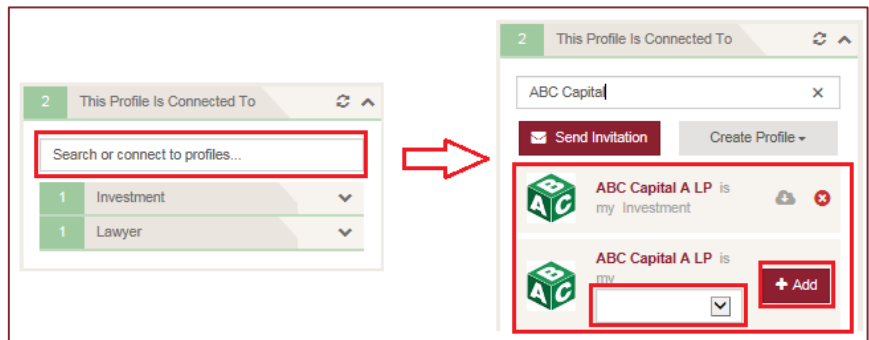 2 This Profile Is Connected To
Search or connect to profiles...
1 Investment
1 Lawyer
2 This Profile Is Connected To
ABC Capital
Send Invitation
Create Profile
ABC
ABC Capital A LP is
my Investment
ABC
ABC Capital A LP is
my
+ Add